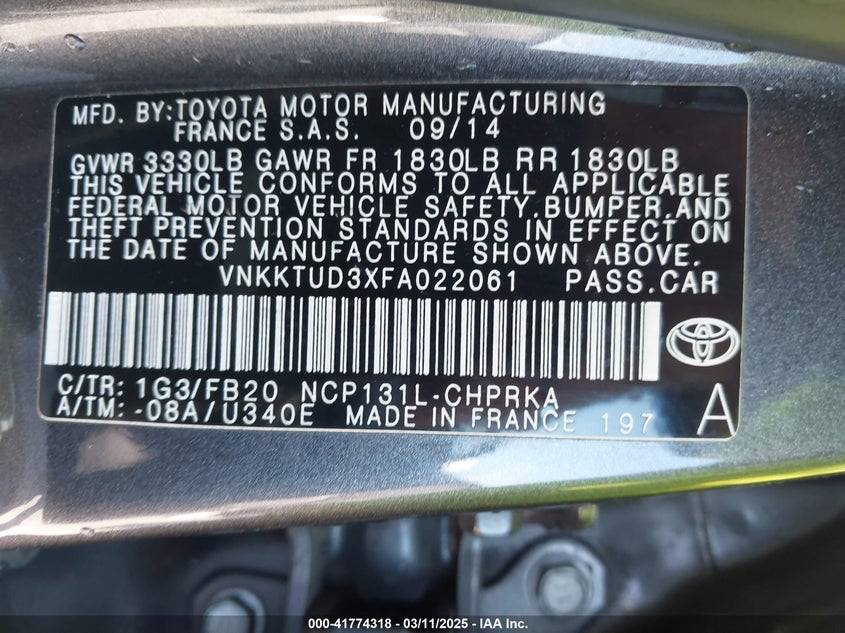 MFD. BY:TOYOTA MOTOR MANUFACTURING
FRANCE S.A.S. 09/14
GVWR 3330LB GAWR FR 1830LB RR 1830LB
THIS VEHICLE CONFORMS TO ALL APPLICABLE
FEDERAL MOTOR VEHICLE SAFETY,BUMPER,AND
THEFT PREVENTION STANDARDS IN EFFECT ON
THE DATE OF MANUFACTURE SHOWN ABOVE.
VNKKTUD3XFA022061 PASS.CAR
C/TR: 1G3/FB20 NCP131L-CHPRKA
A/TM: -08A/U340E MADE IN FRANCE 197 A
000-41774318 - 03/11/2025 - IAA Inc.